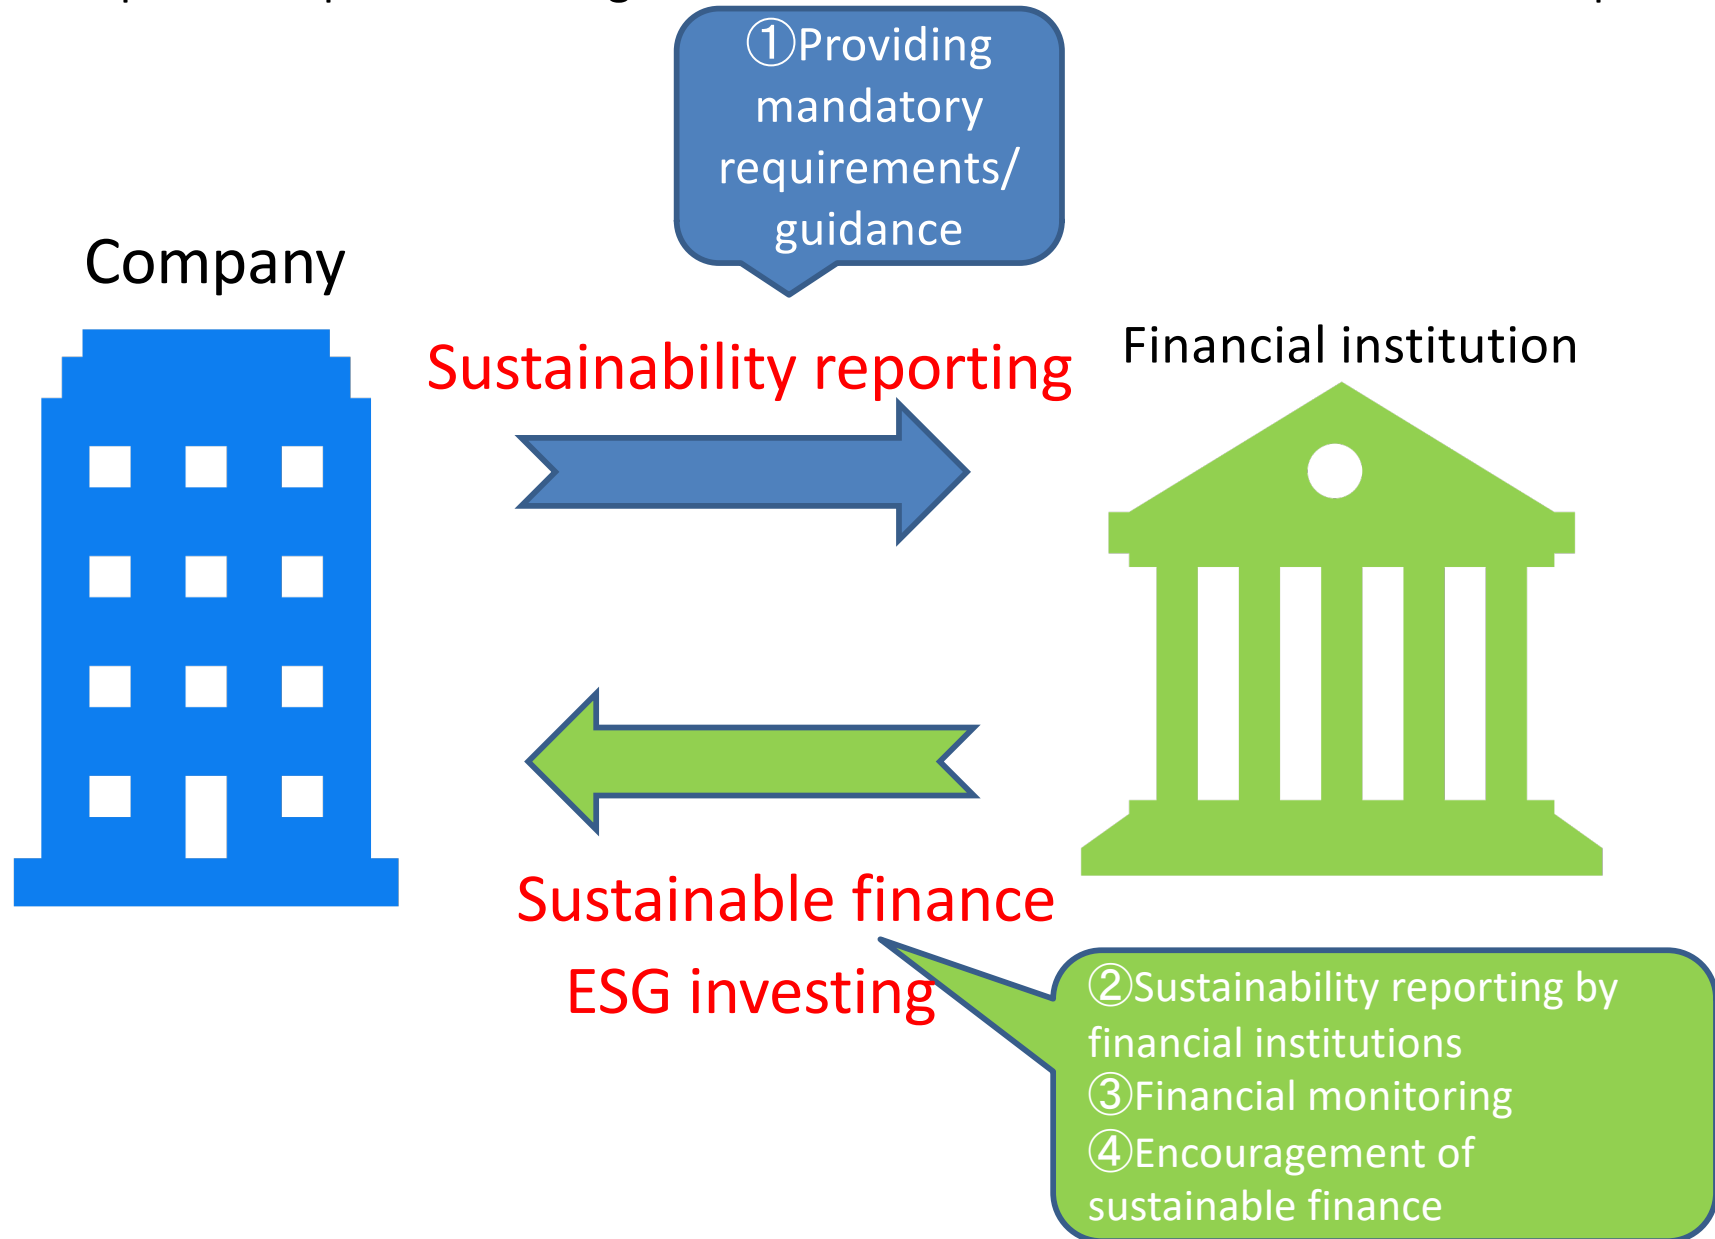 ①Providing
mandatory
requirements/
guidance
Company
Sustainability reporting
Financial institution
Sustainable finance
ESG investing
②Sustainability reporting by
financial institutions
③Financial monitoring
④Encouragement of
sustainable finance